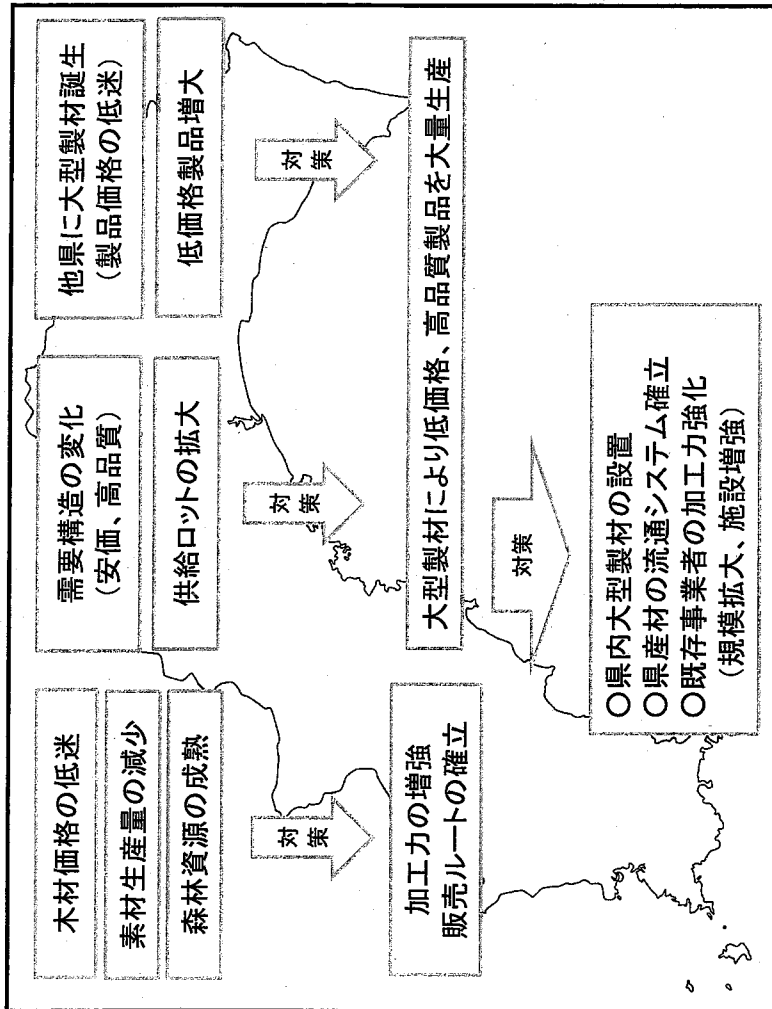 木材価格の低迷
素材生産量の減少
森林資源の成熟
対策
加工力の増強
販売ルートの確立
需要構造の変化
(安価、高品質)
供給ロットの拡大
対策
他県に大型製材誕生
(製品価格の低迷)
低価格製品増大
対策
大型製材により低価格、高品質製品を大量生産
対策
〇県内大型製材の設置
〇県産材の流通システム確立
〇既存事業者の加工力強化
(規模拡大、施設増強)